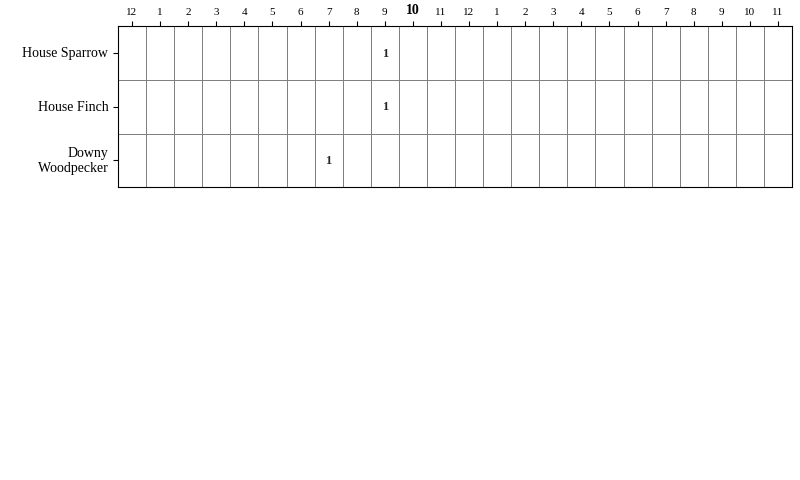 12 1 2 3 4 5 6 7 8 9 10 11 12 1 2 3 4 5 6 7 8 9 10 11
House Sparrow 1
House Finch 1
Downy
Woodpecker 1